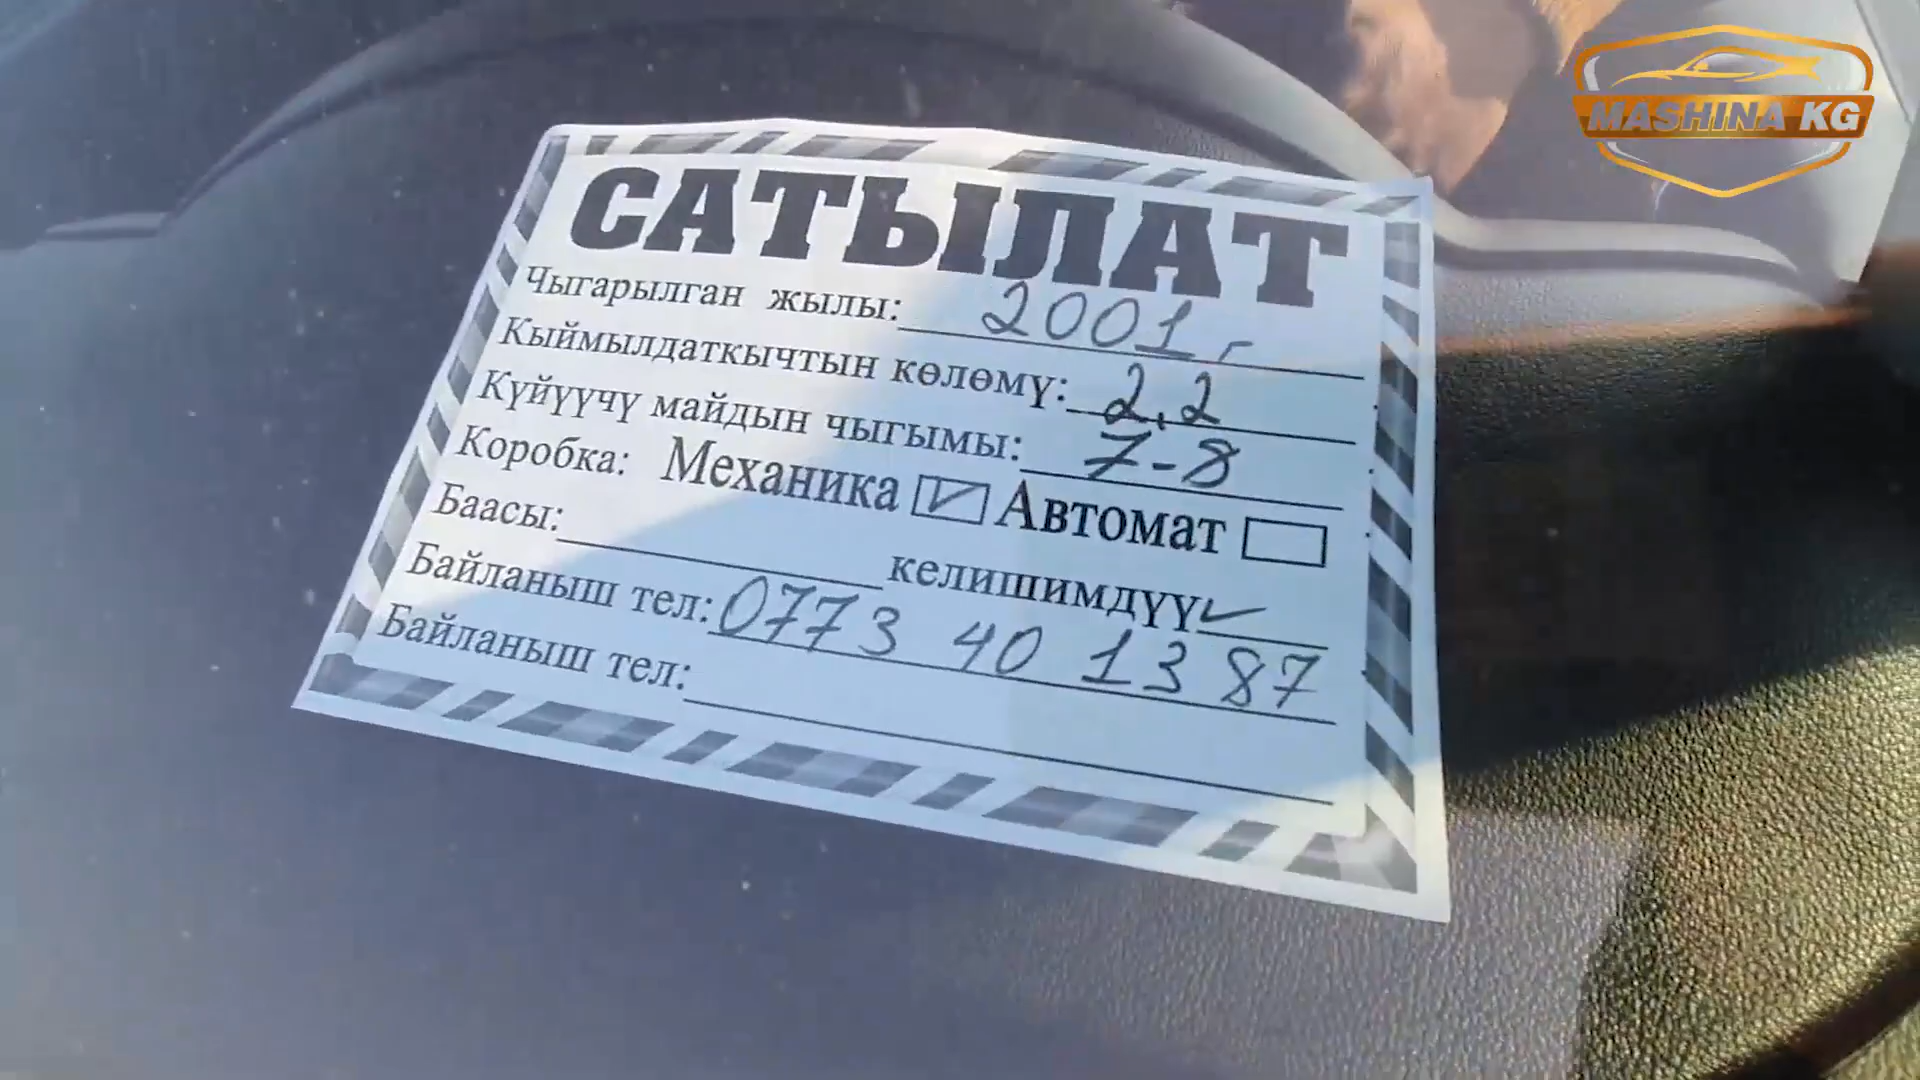 MASHINA KG
САТЫЛАТ
Чыгарылган жылы: 2001 г
Кыймылдаткычтын көлөмү: 2,2
Күйүүчү майдын чыгымы: 7-8
Коробка: Механика ✓ Автомат
Баасы: келишимдүү ✓
Байланыш тел: 0773 40 13 87
Байланыш тел: